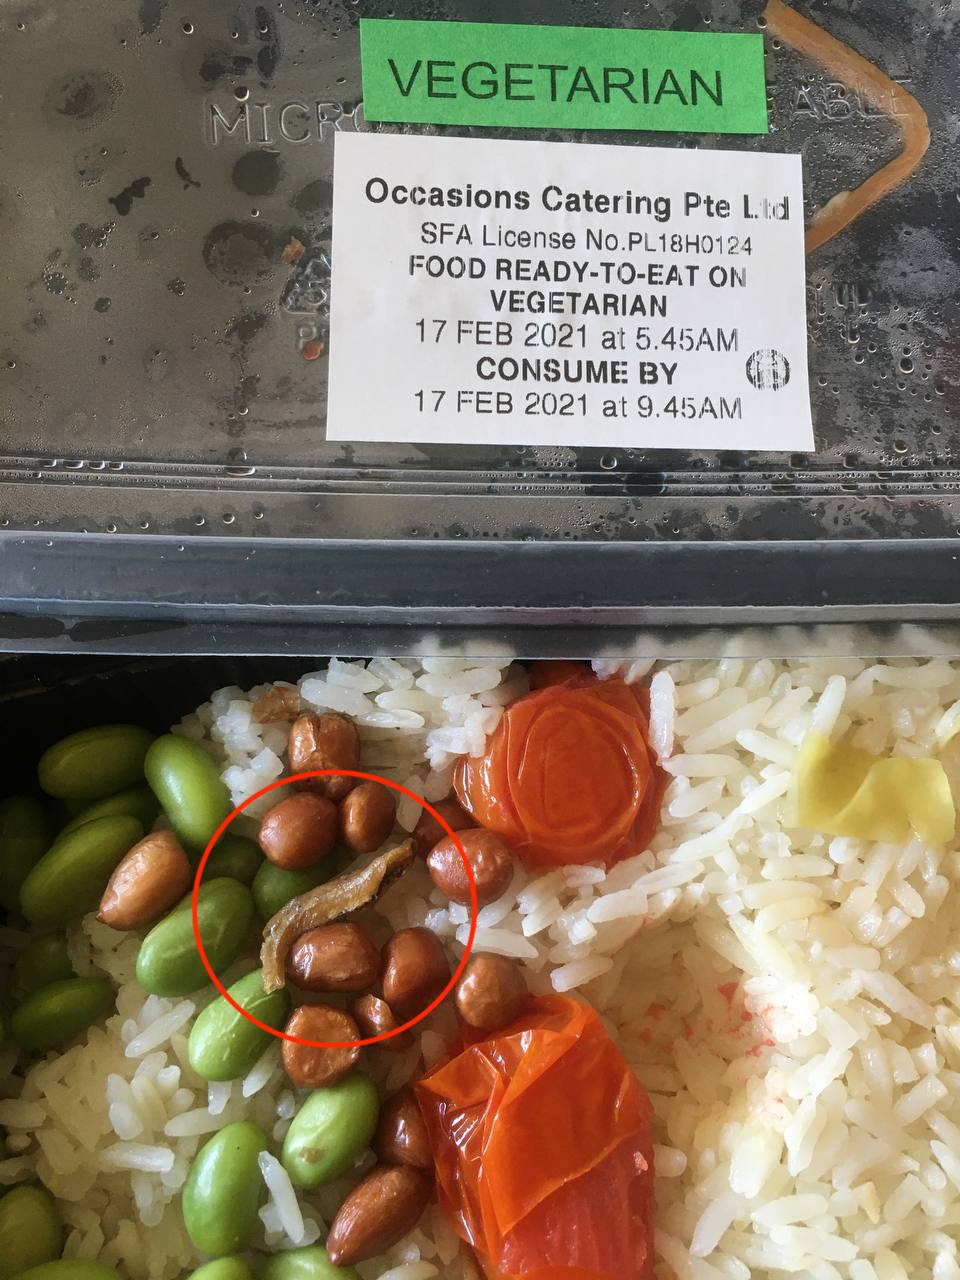 VEGETARIAN
Occasions Catering Pte Ltd
SFA License No.PL18H0124
FOOD READY-TO-EAT ON
VEGETARIAN
17 FEB 2021 at 5.45AM
CONSUME BY
17 FEB 2021 at 9.45AM